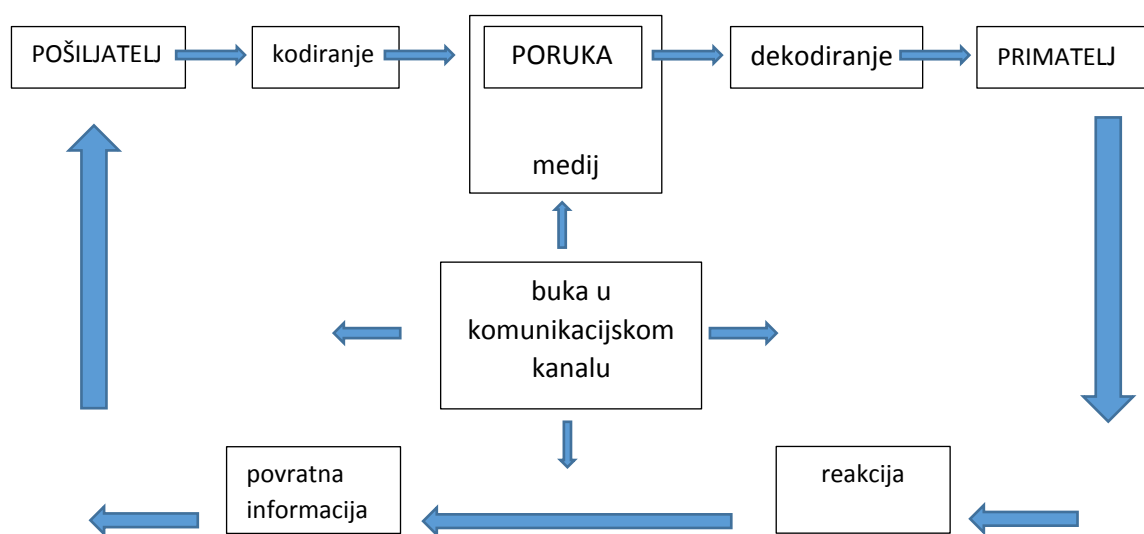 POŠILJATELJ
kodiranje
PORUKA
medij
dekodiranje
PRIMATELJ
buka u
komunikacijskom
kanalu
povratna
informacija
reakcija